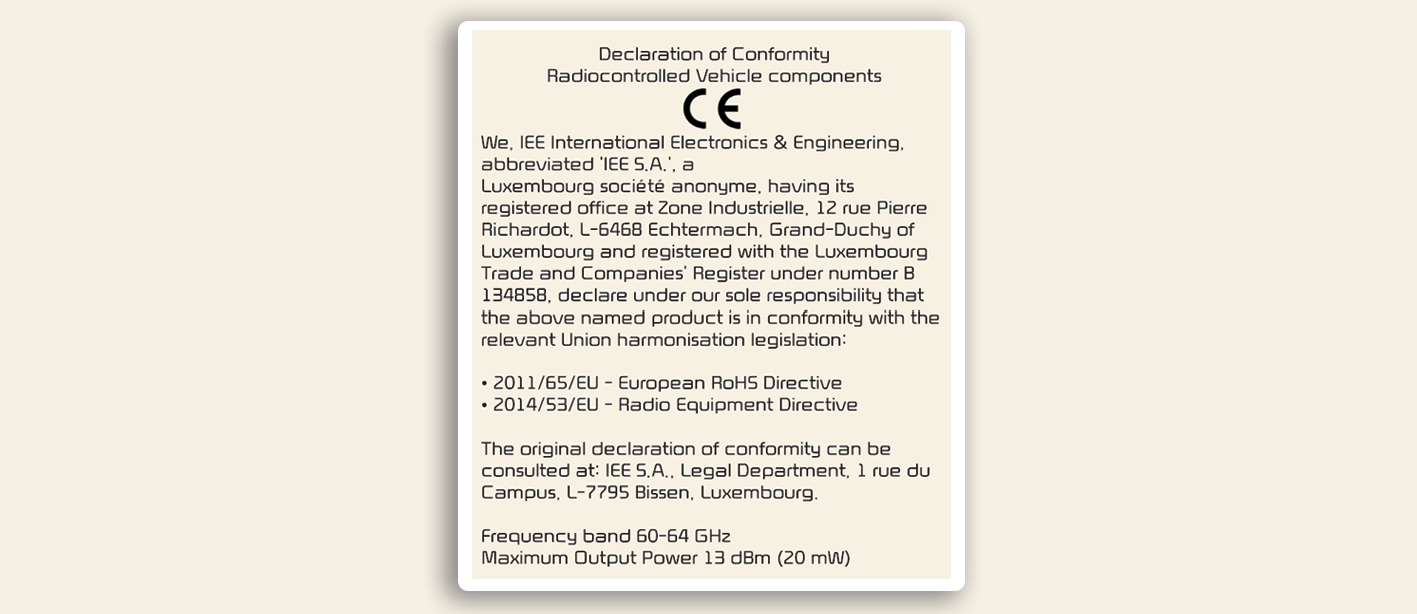 Declaration of Conformity
Radiocontrolled Vehicle components
CE
We, IEE International Electronics & Engineering,
abbreviated 'IEE S.A.', a
Luxembourg société anonyme, having its
registered office at Zone Industrielle, 12 rue Pierre
Richardot, L-6468 Echtermach, Grand-Duchy of
Luxembourg and registered with the Luxembourg
Trade and Companies' Register under number B
134858, declare under our sole responsibility that
the above named product is in conformity with the
relevant Union harmonisation legislation:
• 2011/65/EU - European RoHS Directive
• 2014/53/EU - Radio Equipment Directive
The original declaration of conformity can be
consulted at: IEE S.A., Legal Department, 1 rue du
Campus, L-7795 Bissen, Luxembourg.
Frequency band 60-64 GHz
Maximum Output Power 13 dBm (20 mW)